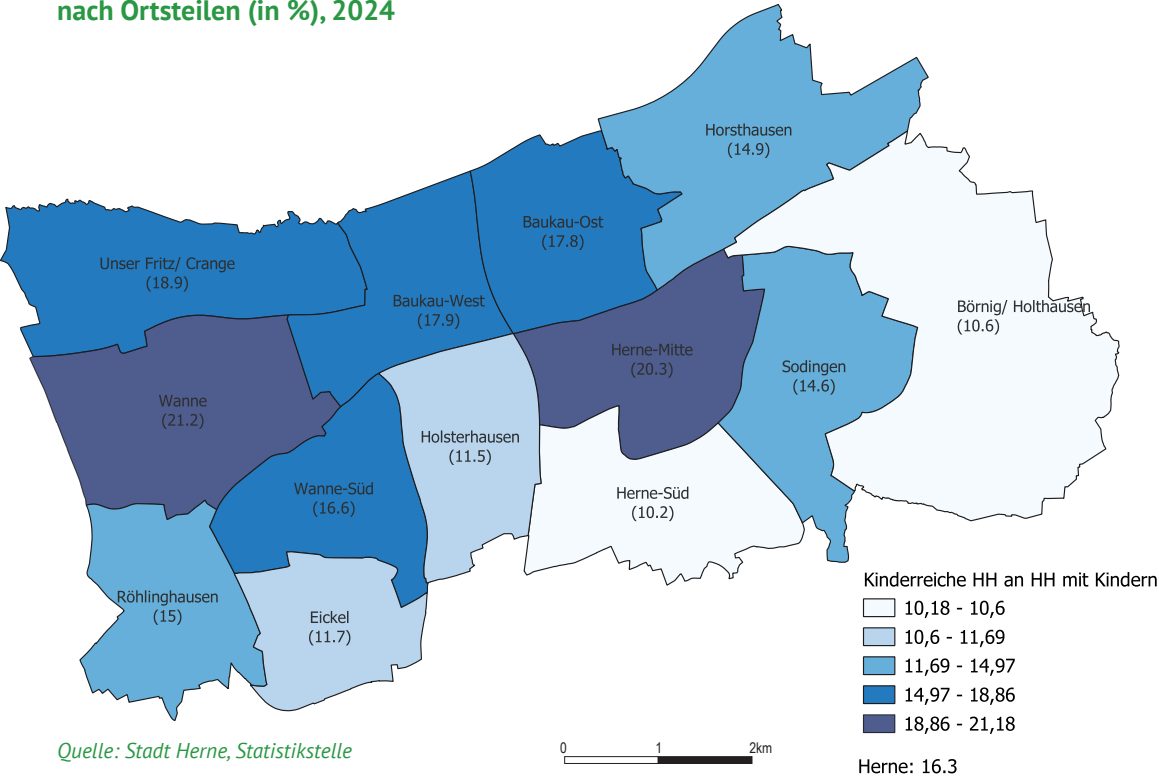 nach Ortsteilen (in %), 2024
Horsthausen
(14.9)
Baukau-Ost
(17.8)
Unser Fritz/ Crange
(18.9)
Baukau-West
(17.9)
Börnig/ Holthausen
(10.6)
Herne-Mitte
(20.3)
Sodingen
(14.6)
Wanne
(21.2)
Holsterhausen
(11.5)
Wanne-Süd
(16.6)
Herne-Süd
(10.2)
Röhlinghausen
(15)
Eickel
(11.7)
Kinderreiche HH an HH mit Kindern
10,18 - 10,6
10,6 - 11,69
11,69 - 14,97
14,97 - 18,86
18,86 - 21,18
Herne: 16.3
Quelle: Stadt Herne, Statistikstelle
0 1 2km